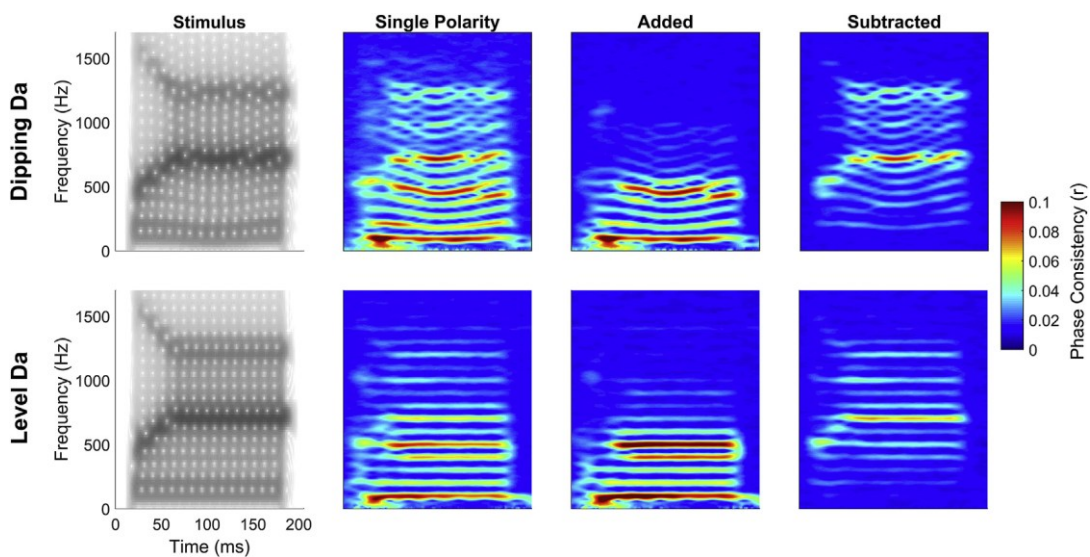 Stimulus
Single Polarity
Added
Subtracted
Dipping Da
Frequency (Hz)
1500
1000
500
0
Phase Consistency (r)
0.1
0.08
0.06
0.04
0.02
0
Level Da
Frequency (Hz)
1500
1000
500
0
0 50 100 150 200
Time (ms)